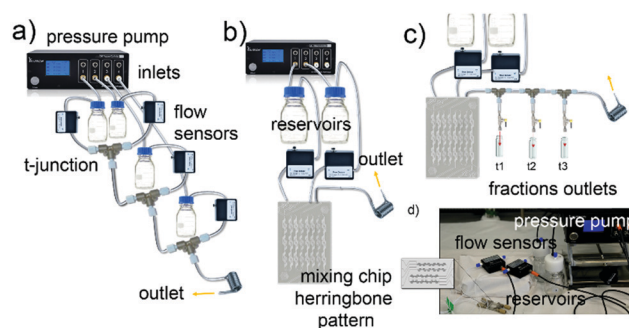 a)
pressure pump
inlets
flow
sensors
t-junction
outlet
b)
reservoirs
outlet
mixing chip
herringbone
pattern
c)
t1 t2 t3
fractions outlets
d)
pressure pump
flow sensors
reservoirs